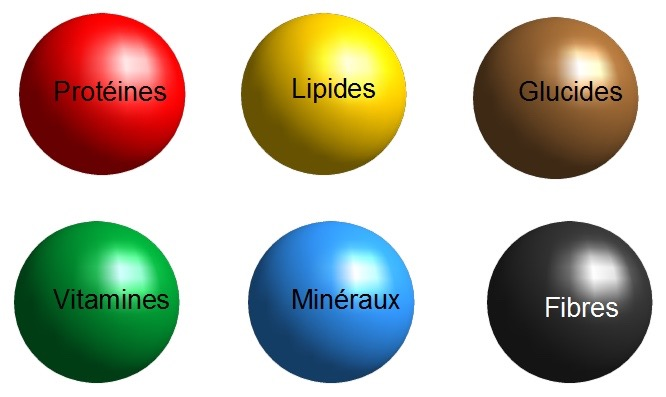 Protéines
Lipides
Glucides
Vitamines
Minéraux
Fibres